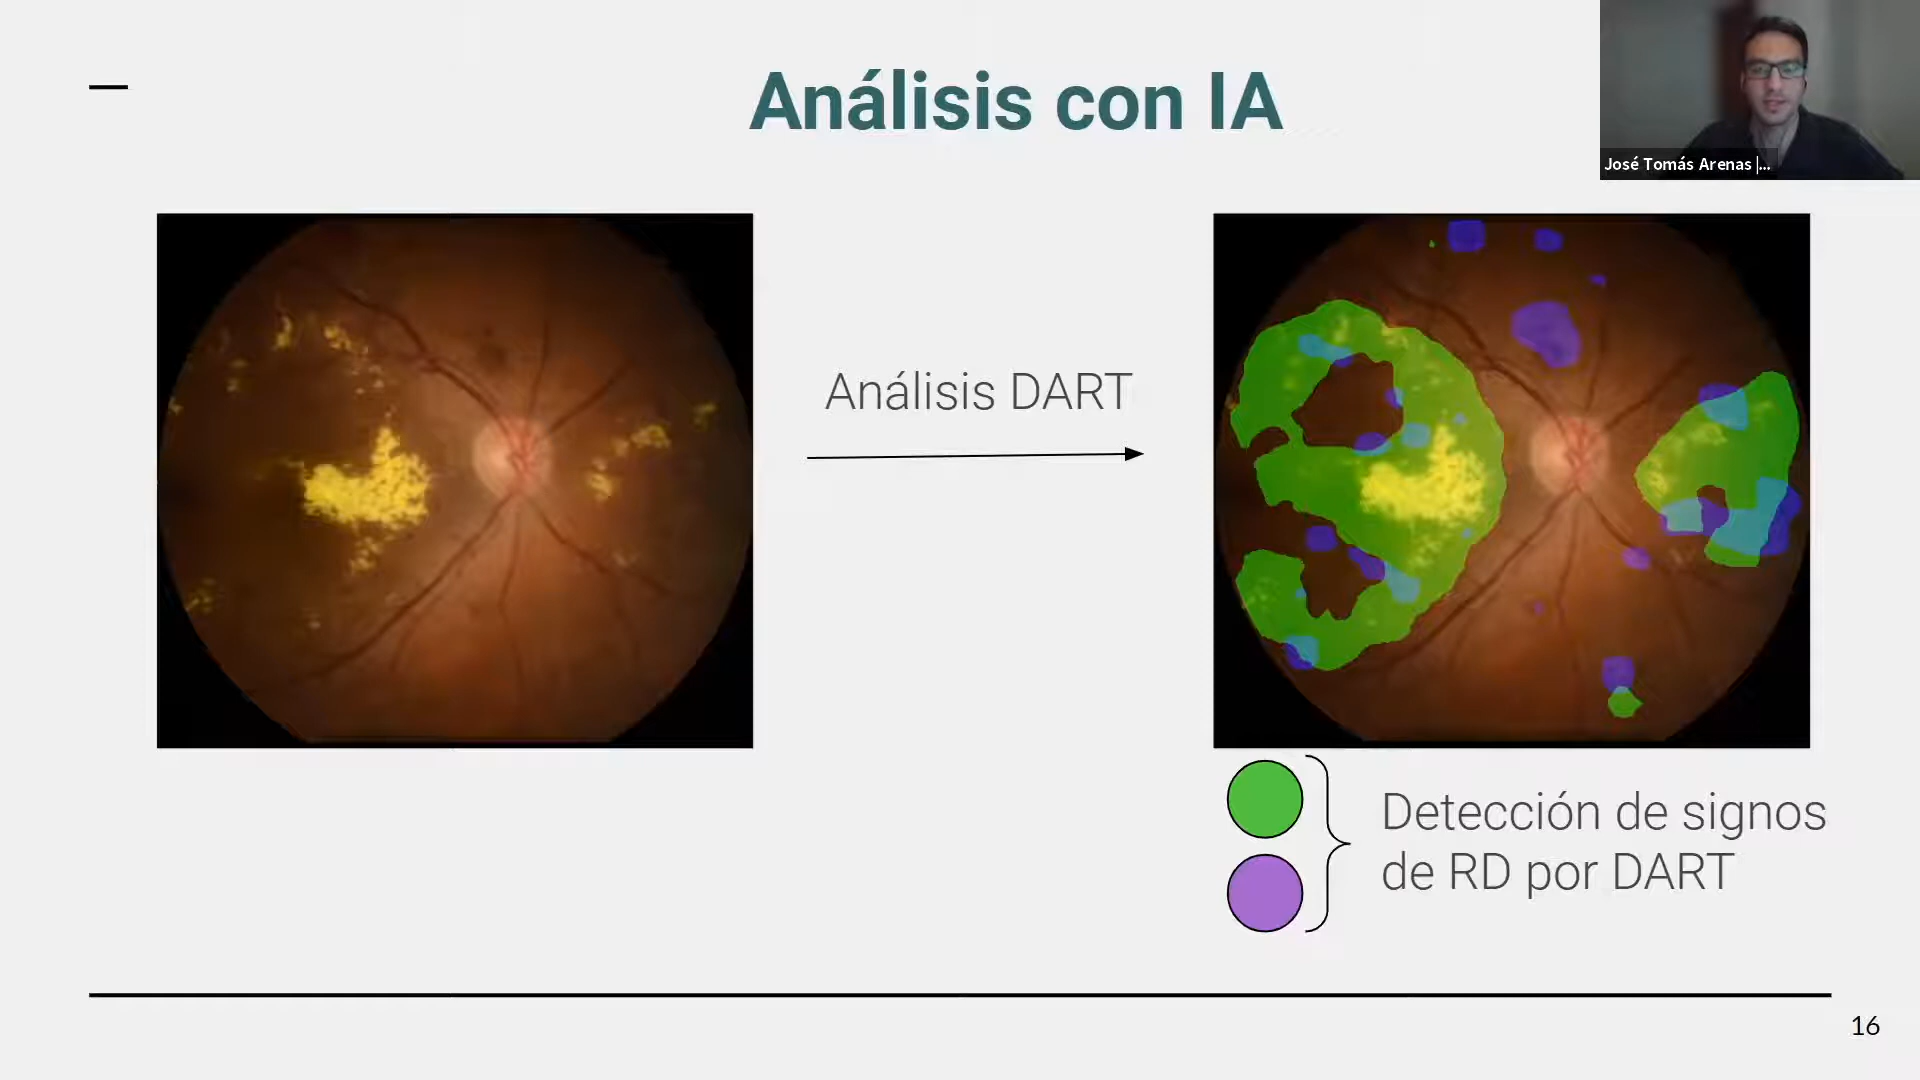 Análisis con IA
José Tomás Arenas |...
Análisis DART
Detección de signos
de RD por DART
16